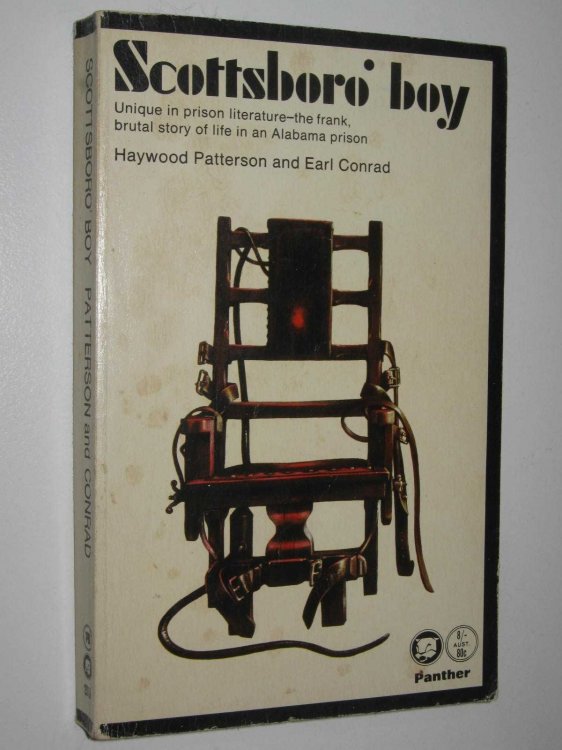 Scottsboro' boy
Unique in prison literature–the frank,
brutal story of life in an Alabama prison
Haywood Patterson and Earl Conrad
8/-
AUST.
80c
Panther
SCOTTSBORO BOY PATTERSON and CONRAD